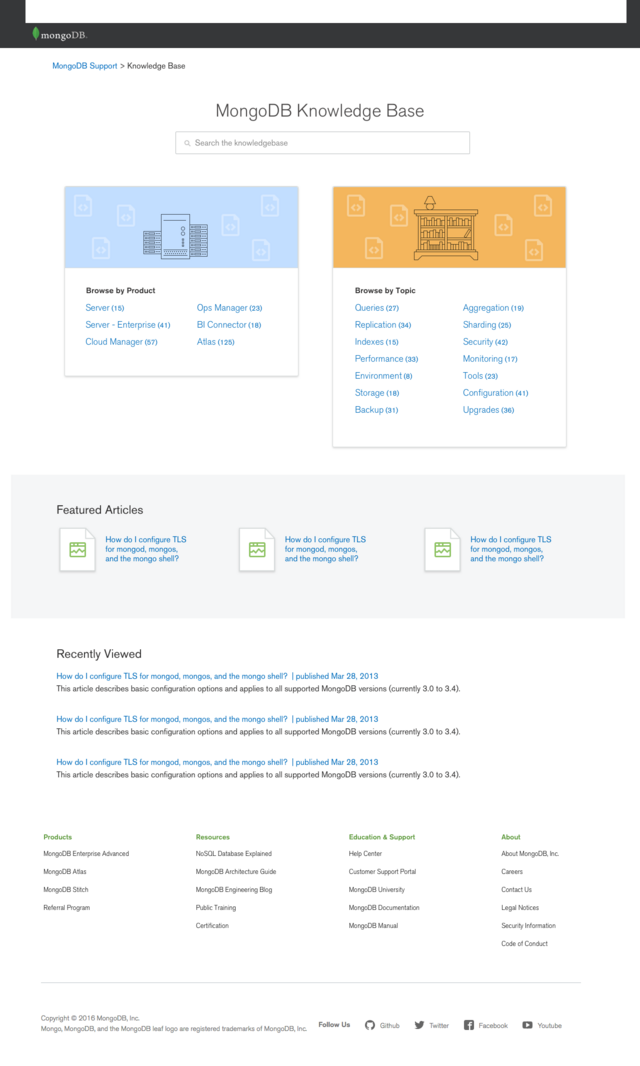 mongoDB.
MongoDB Support > Knowledge Base
MongoDB Knowledge Base
Search the knowledgebase
Browse by Product
Server (15)
Ops Manager (23)
Server - Enterprise (41)
BI Connector (18)
Cloud Manager (57)
Atlas (125)
Browse by Topic
Queries (27)
Aggregation (19)
Replication (34)
Sharding (25)
Indexes (15)
Security (42)
Performance (33)
Monitoring (17)
Environment (8)
Tools (23)
Storage (18)
Configuration (41)
Backup (31)
Upgrades (36)
Featured Articles
How do I configure TLS
for mongod, mongos,
and the mongo shell?
How do I configure TLS
for mongod, mongos,
and the mongo shell?
How do I configure TLS
for mongod, mongos,
and the mongo shell?
Recently Viewed
How do I configure TLS for mongod, mongos, and the mongo shell? | published Mar 28, 2013
This article describes basic configuration options and applies to all supported MongoDB versions (currently 3.0 to 3.4).
How do I configure TLS for mongod, mongos, and the mongo shell? | published Mar 28, 2013
This article describes basic configuration options and applies to all supported MongoDB versions (currently 3.0 to 3.4).
How do I configure TLS for mongod, mongos, and the mongo shell? | published Mar 28, 2013
This article describes basic configuration options and applies to all supported MongoDB versions (currently 3.0 to 3.4).
Products
MongoDB Enterprise Advanced
MongoDB Atlas
MongoDB Stitch
Referral Program
Resources
NoSQL Database Explained
MongoDB Architecture Guide
MongoDB Engineering Blog
Public Training
Certification
Education & Support
Help Center
Customer Support Portal
MongoDB University
MongoDB Documentation
MongoDB Manual
About
About MongoDB, Inc.
Careers
Contact Us
Legal Notices
Security Information
Code of Conduct
Copyright © 2016 MongoDB, Inc.
Mongo, MongoDB, and the MongoDB leaf logo are registered trademarks of MongoDB, Inc.
Follow Us
Github
Twitter
Facebook
Youtube